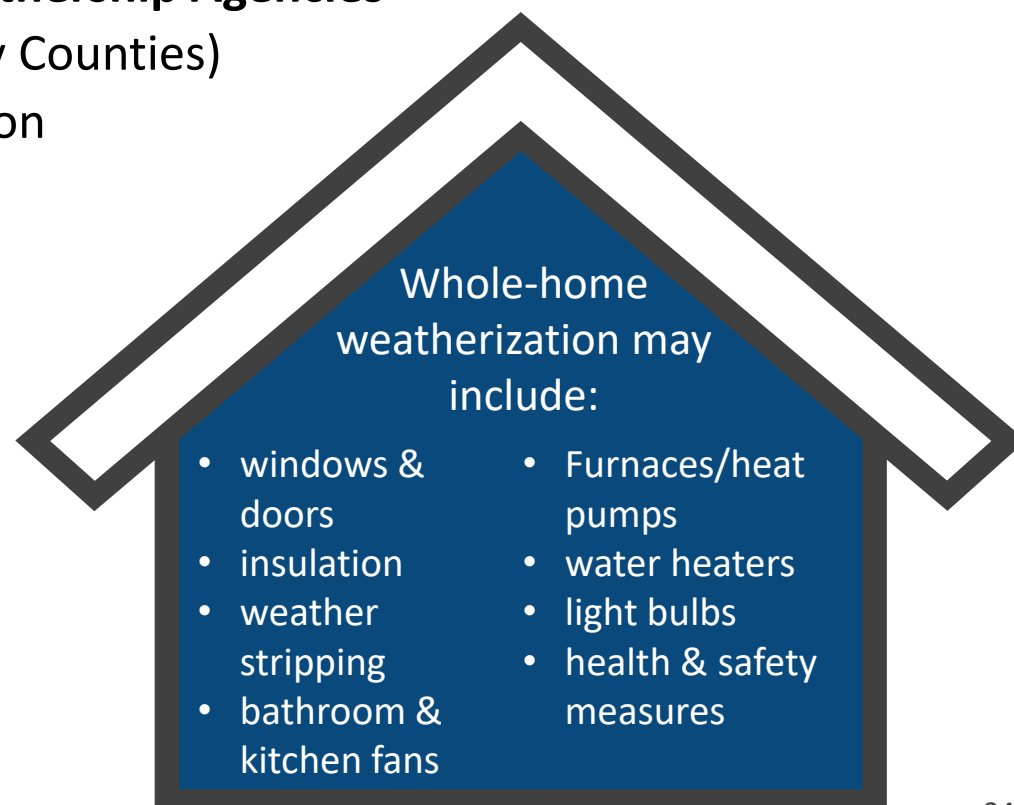 Agencies
Counties)
Whole-home
weatherization may
include:
• windows &
doors
• insulation
• weather
stripping
• bathroom &
kitchen fans
• Furnaces/heat
pumps
• water heaters
• light bulbs
• health & safety
measures